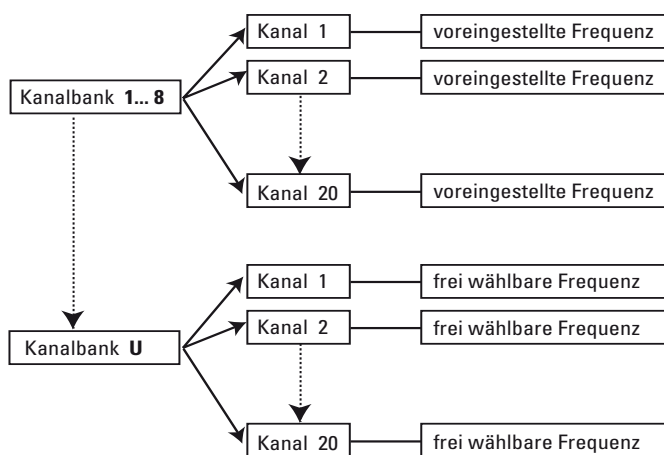 Kanal 1
voreingestellte Frequenz
Kanal 2
voreingestellte Frequenz
Kanalbank 1... 8
Kanal 20
voreingestellte Frequenz
Kanal 1
frei wählbare Frequenz
Kanal 2
frei wählbare Frequenz
Kanalbank U
Kanal 20
frei wählbare Frequenz